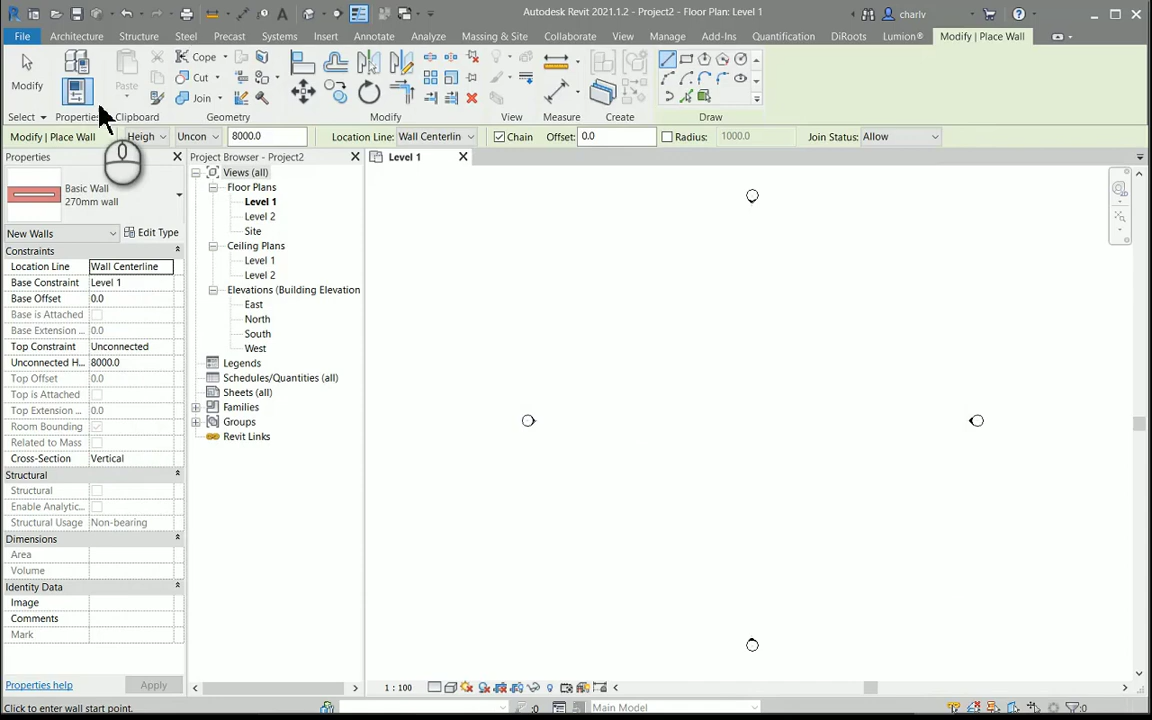 Autodesk Revit 2021.1.2 - Project2 - Floor Plan: Level 1
charlv
File Architecture Structure Steel Precast Systems Insert Annotate Analyze Massing & Site Collaborate View Manage Add-Ins Quantification DiRoots Lumion® Modify | Place Wall
Modify Paste Cope Cut Join
Select Properties Clipboard Geometry Modify View Measure Create Draw
Modify | Place Wall Heigh Uncon 8000.0 Location Line: Wall Centerlin Chain Offset: 0.0 Radius: 1000.0 Join Status: Allow
Properties
Basic Wall
270mm wall
New Walls Edit Type
Constraints
Location Line Wall Centerline
Base Constraint Level 1
Base Offset 0.0
Base is Attached
Base Extension ... 0.0
Top Constraint Unconnected
Unconnected H... 8000.0
Top Offset 0.0
Top is Attached
Top Extension ... 0.0
Room Bounding
Related to Mass
Cross-Section Vertical
Structural
Structural
Enable Analytic...
Structural Usage Non-bearing
Dimensions
Area
Volume
Identity Data
Image
Comments
Mark
Properties help Apply
Project Browser - Project2
Views (all)
Floor Plans
Level 1
Level 2
Site
Ceiling Plans
Level 1
Level 2
Elevations (Building Elevation
East
North
South
West
Legends
Schedules/Quantities (all)
Sheets (all)
Families
Groups
Revit Links
Level 1
1 : 100
Click to enter wall start point. :0 Main Model :0